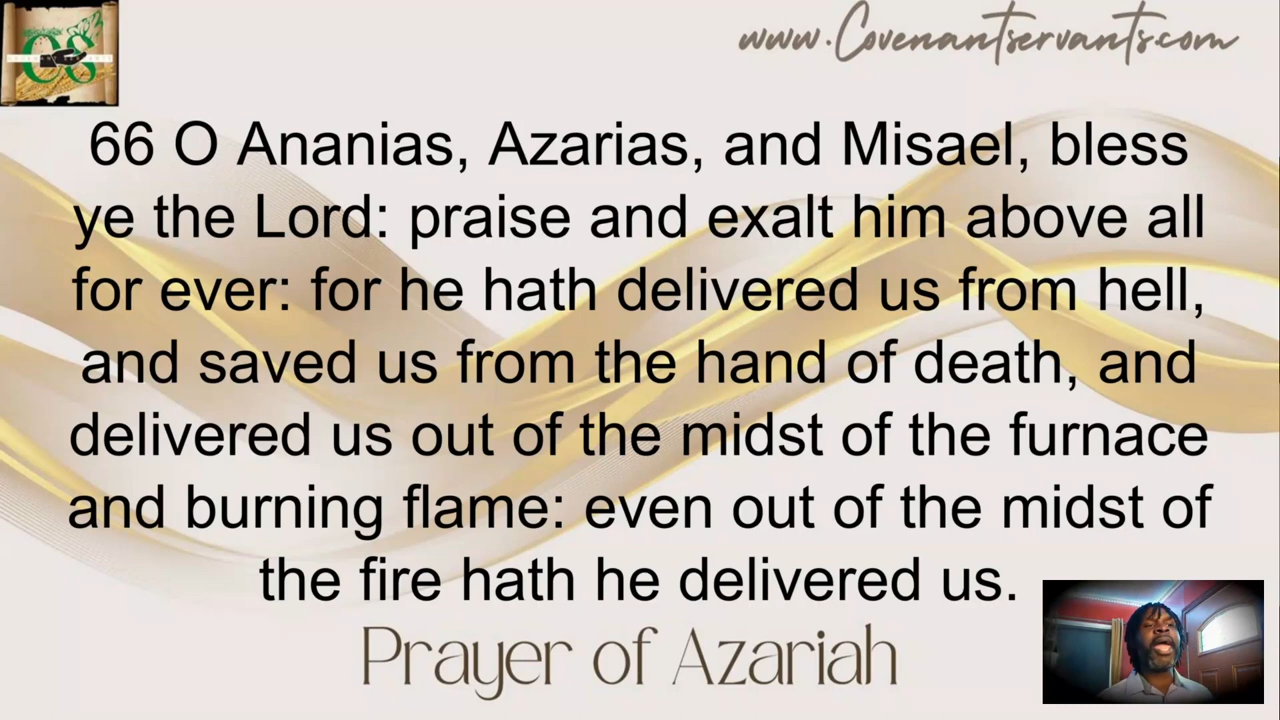 www.Covenantservants.com
CS
66 O Ananias, Azarias, and Misael, bless
ye the Lord: praise and exalt him above all
for ever: for he hath delivered us from hell,
and saved us from the hand of death, and
delivered us out of the midst of the furnace
and burning flame: even out of the midst of
the fire hath he delivered us.
Prayer of Azariah